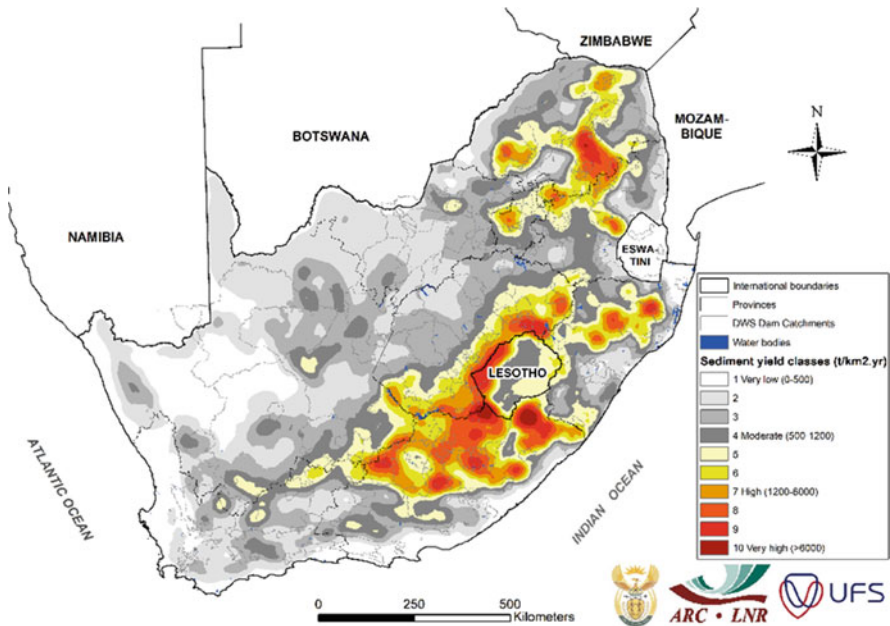 ZIMBABWE
MOZAM-
BIQUE
N
BOTSWANA
NAMIBIA
ESWA-
TINI
LESOTHO
ATLANTIC OCEAN
INDIAN OCEAN
International boundaries
Provinces
DWS Dam Catchments
Water bodies
Sediment yield classes (t/km2.yr)
1 Very low (0-500)
2
3
4 Moderate (500 1200)
5
6
7 High (1200-6000)
8
9
10 Very high (>6000)
0 250 500
Kilometers
ARC • LNR
UFS